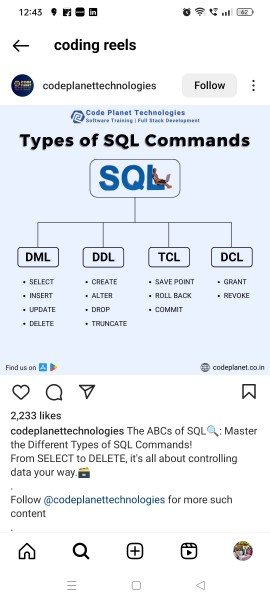 12:43
62
coding reels
codeplanettechnologies
Follow
Code Planet Technologies
Software Training | Full Stack Development
Types of SQL Commands
SQL
DML
DDL
TCL
DCL
• SELECT
• INSERT
• UPDATE
• DELETE
• CREATE
• ALTER
• DROP
• TRUNCATE
• SAVE POINT
• ROLL BACK
• COMMIT
• GRANT
• REVOKE
Find us on
codeplanet.co.in
2,233 likes
codeplanettechnologies The ABCs of SQL🔍: Master
the Different Types of SQL Commands!
From SELECT to DELETE, it's all about controlling
data your way.🗃️
.
Follow @codeplanettechnologies for more such
content
.